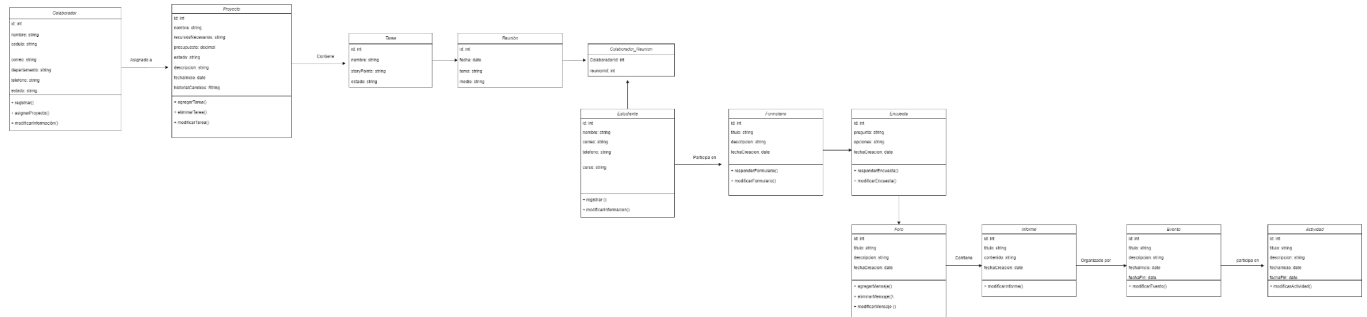 Colaborador
id: int
nombre: string
cedula: string
correo: string
departamento: string
telefono: string
estado: string
+ registrar()
+ asignarProyecto()
+ modificarInformación()
Asignado a
Proyecto
id: int
nombre: string
recursosNecesarios: string
presupuesto: decimal
estado: string
descripcion: string
fechaInicio: date
historialCambios: String
+ agregarTarea()
+ eliminarTarea()
+ modificarTarea()
Contiene
Tarea
id: int
nombre: string
storyPoints: string
estado: string
Reunión
id: int
fecha: date
tema: string
medio: string
Colaborador_Reunion
ColaboradorId: int
reunionId: int
Estudiante
id: int
nombre: string
correo: string
telefono: string
curso: string
+ registrar ()
+ modificarInformacion()
Participa en
Formulario
id: int
titulo: string
descripcion: string
fechaCreacion: date
+ responderFormulario()
+ modificarFormulario()
Encuesta
id: int
pregunta: string
opciones: string
fechaCreacion: date
+ responderEncuesta()
+ modificarEncuesta()
Foro
id: int
titulo: string
descripcion: string
fechaCreacion: date
+ agregarMensaje()
+ eliminarMensaje()
+ modificarMensaje ()
Contiene
Informe
id: int
titulo: string
contenido: string
fechaCreacion: date
+ modificarInforme()
Organizado por
Evento
id: int
titulo: string
descripcion: string
fechaInicio: date
fechaFin: date
+ modificarEvento()
participa en
Actividad
id: int
titulo: string
descripcion: string
fechaInicio: date
fechaFin: date
+ modificarActividad()